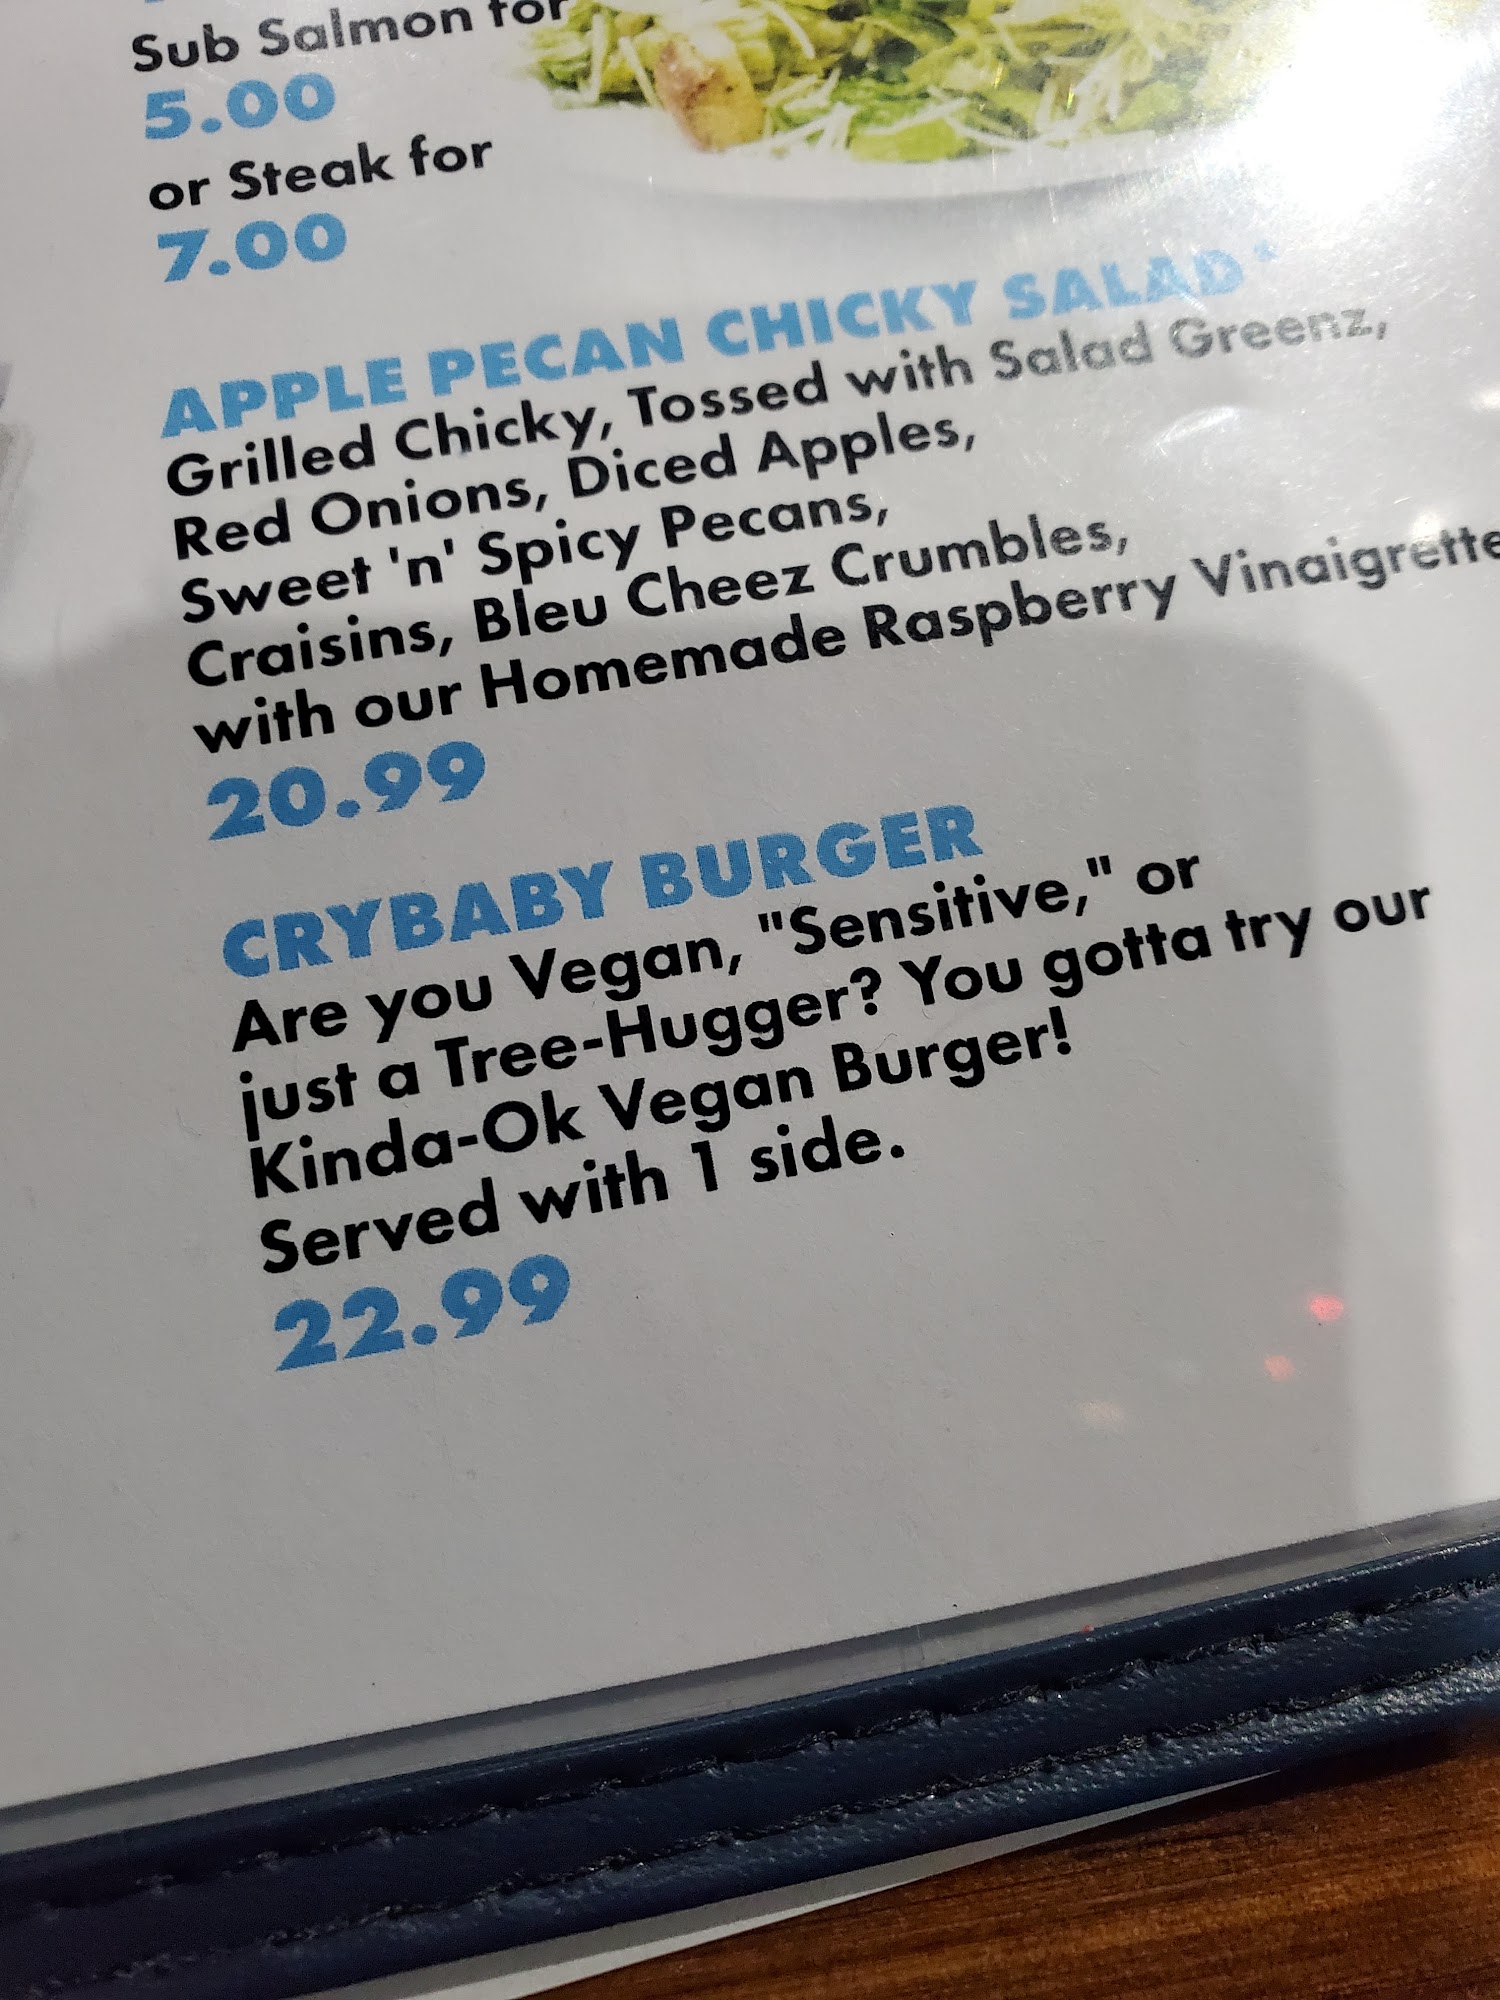 Sub Salmon for
5.00
or Steak for
7.00
APPLE PECAN CHICKY SALAD*
Grilled Chicky, Tossed with Salad Greenz,
Red Onions, Diced Apples,
Sweet 'n' Spicy Pecans,
Craisins, Bleu Cheez Crumbles,
with our Homemade Raspberry Vinaigrette
20.99
CRYBABY BURGER
Are you Vegan, "Sensitive," or
just a Tree-Hugger? You gotta try our
Kinda-Ok Vegan Burger!
Served with 1 side.
22.99